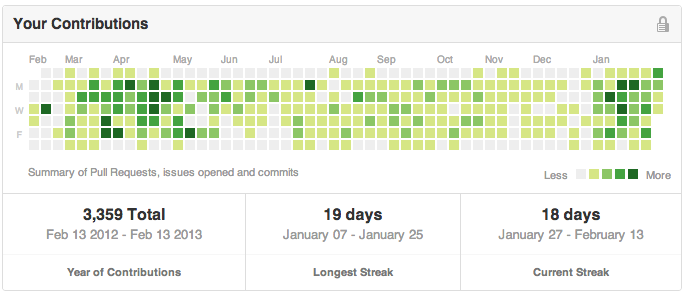 Your Contributions
Feb Mar Apr May Jun Jul Aug Sep Oct Nov Dec Jan
M
W
F
Summary of Pull Requests, issues opened and commits
Less More
3,359 Total 19 days 18 days
Feb 13 2012 - Feb 13 2013 January 07 - January 25 January 27 - February 13
Year of Contributions Longest Streak Current Streak